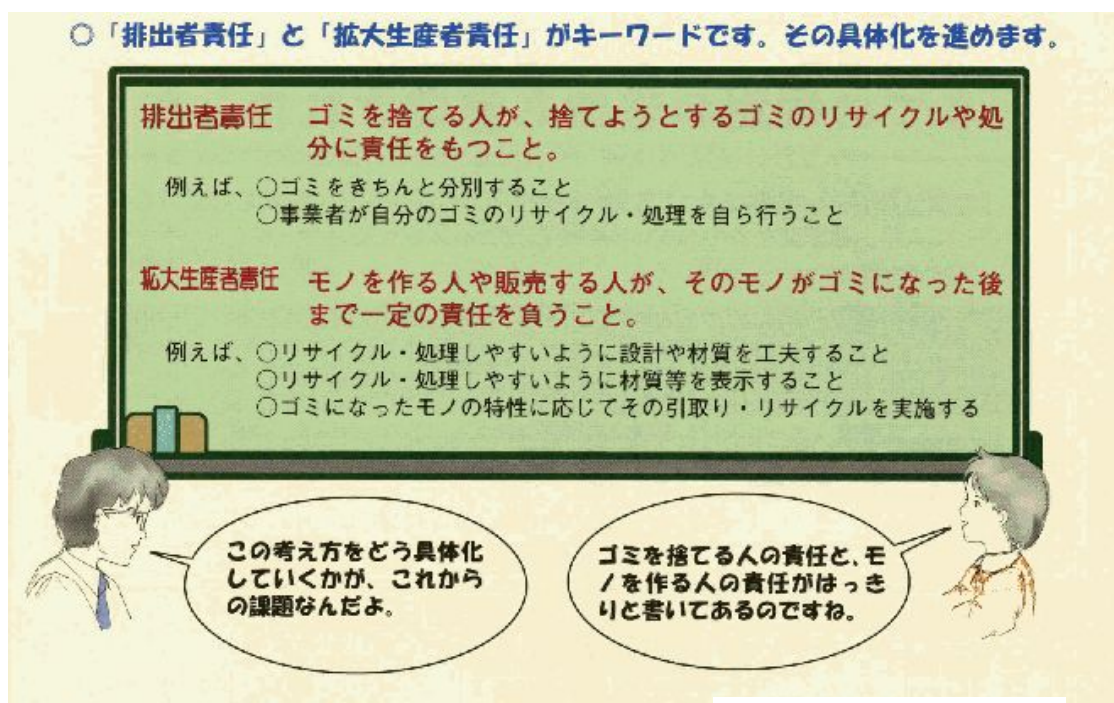 ○「排出者責任」と「拡大生産者責任」がキーワードです。その具体化を進めます。
排出者責任 ゴミを捨てる人が、捨てようとするゴミのリサイクルや処
分に責任をもつこと。
例えば、○ゴミをきちんと分別すること
○事業者が自分のゴミのリサイクル・処理を自ら行うこと
拡大生産者責任 モノを作る人や販売する人が、そのモノがゴミになった後
まで一定の責任を負うこと。
例えば、○リサイクル・処理しやすいように設計や材質を工夫すること
○リサイクル・処理しやすいように材質等を表示すること
○ゴミになったモノの特性に応じてその引取り・リサイクルを実施する
この考え方をどう具体化
していくかが、これから
の課題なんだよ。
ゴミを捨てる人の責任と、モ
ノを作る人の責任がはっき
りと書いてあるのですね。